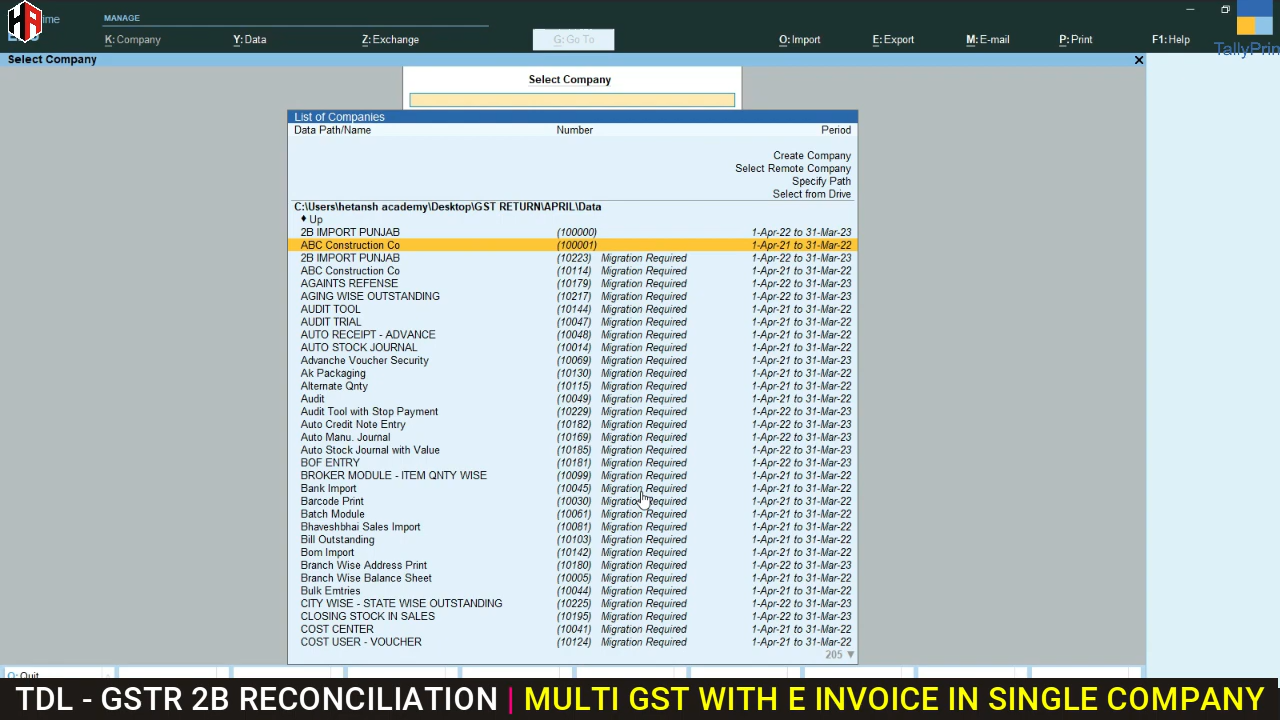 me
MANAGE
K: Company
Y: Data
Z: Exchange
G: Go To
O: Import
E: Export
M: E-mail
P: Print
F1: Help
TallyPrin
Select Company
Select Company
List of Companies
Data Path/Name Number Period
Create Company
Select Remote Company
Specify Path
Select from Drive
C:\Users\hetansh academy\Desktop\GST RETURN\APRIL\Data
♦ Up
2B IMPORT PUNJAB (100000) 1-Apr-22 to 31-Mar-23
ABC Construction Co (100001) 1-Apr-21 to 31-Mar-22
2B IMPORT PUNJAB (10223) Migration Required 1-Apr-22 to 31-Mar-23
ABC Construction Co (10114) Migration Required 1-Apr-21 to 31-Mar-22
AGAINTS REFENSE (10179) Migration Required 1-Apr-21 to 31-Mar-22
AGING WISE OUTSTANDING (10217) Migration Required 1-Apr-21 to 31-Mar-22
AUDIT TOOL (10144) Migration Required 1-Apr-21 to 31-Mar-22
AUDIT TRIAL (10047) Migration Required 1-Apr-21 to 31-Mar-22
AUTO RECEIPT - ADVANCE (10048) Migration Required 1-Apr-21 to 31-Mar-22
AUTO STOCK JOURNAL (10014) Migration Required 1-Apr-21 to 31-Mar-22
Advanche Voucher Security (10069) Migration Required 1-Apr-22 to 31-Mar-23
Ak Packaging (10130) Migration Required 1-Apr-21 to 31-Mar-22
Alternate Qnty (10115) Migration Required 1-Apr-21 to 31-Mar-22
Audit (10049) Migration Required 1-Apr-21 to 31-Mar-22
Audit Tool with Stop Payment (10229) Migration Required 1-Apr-22 to 31-Mar-23
Auto Credit Note Entry (10182) Migration Required 1-Apr-22 to 31-Mar-23
Auto Manu. Journal (10169) Migration Required 1-Apr-21 to 31-Mar-22
Auto Stock Journal with Value (10185) Migration Required 1-Apr-22 to 31-Mar-23
BOF ENTRY (10181) Migration Required 1-Apr-22 to 31-Mar-23
BROKER MODULE - ITEM QNTY WISE (10099) Migration Required 1-Apr-21 to 31-Mar-22
Bank Import (10045) Migration Required 1-Apr-21 to 31-Mar-22
Barcode Print (10030) Migration Required 1-Apr-21 to 31-Mar-22
Batch Module (10061) Migration Required 1-Apr-21 to 31-Mar-22
Bhaveshbhai Sales Import (10081) Migration Required 1-Apr-21 to 31-Mar-22
Bill Outstanding (10103) Migration Required 1-Apr-21 to 31-Mar-22
Bom Import (10142) Migration Required 1-Apr-21 to 31-Mar-22
Branch Wise Address Print (10180) Migration Required 1-Apr-22 to 31-Mar-23
Branch Wise Balance Sheet (10005) Migration Required 1-Apr-21 to 31-Mar-22
Bulk Emtries (10044) Migration Required 1-Apr-21 to 31-Mar-22
CITY WISE - STATE WISE OUTSTANDING (10225) Migration Required 1-Apr-22 to 31-Mar-23
CLOSING STOCK IN SALES (10195) Migration Required 1-Apr-22 to 31-Mar-23
COST CENTER (10041) Migration Required 1-Apr-21 to 31-Mar-22
COST USER - VOUCHER (10124) Migration Required 1-Apr-21 to 31-Mar-22
205 ▼
Q: Quit
TDL - GSTR 2B RECONCILIATION | MULTI GST WITH E INVOICE IN SINGLE COMPANY